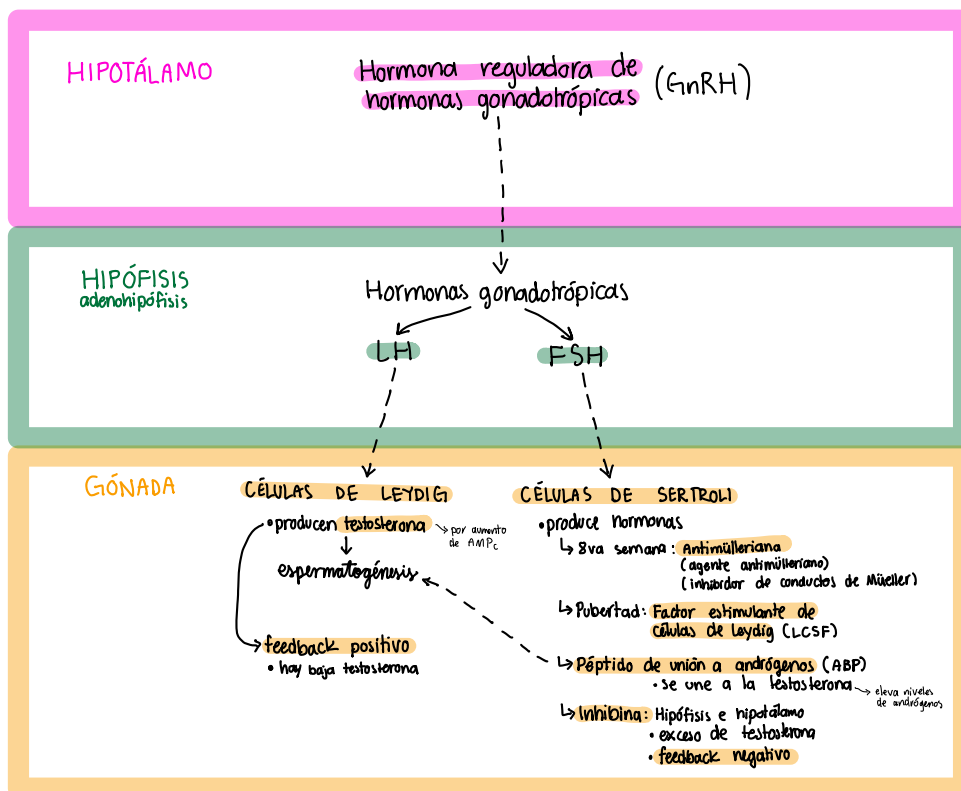 HIPOTÁLAMO
Hormona reguladora de
hormonas gonadotrópicas (GnRH)
HIPÓFISIS
adenohipófisis
Hormonas gonadotrópicas
LH
FSH
GÓNADA
CÉLULAS DE LEYDIG
• producen testosterona
por aumento
de AMPc
espermatogénesis
feedback positivo
• hay baja testosterona
CÉLULAS DE SERTROLI
• produce hormonas
8va semana: Antimülleriana
(agente antimülleriano)
(inhibidor de conductos de Müeller)
Pubertad: Factor estimulante de
células de Leydig (LCSF)
Péptido de unión a andrógenos (ABP)
• se une a la testosterona
eleva niveles
de andrógenos
Inhibina: Hipófisis e hipotálamo
• exceso de testosterona
• feedback negativo